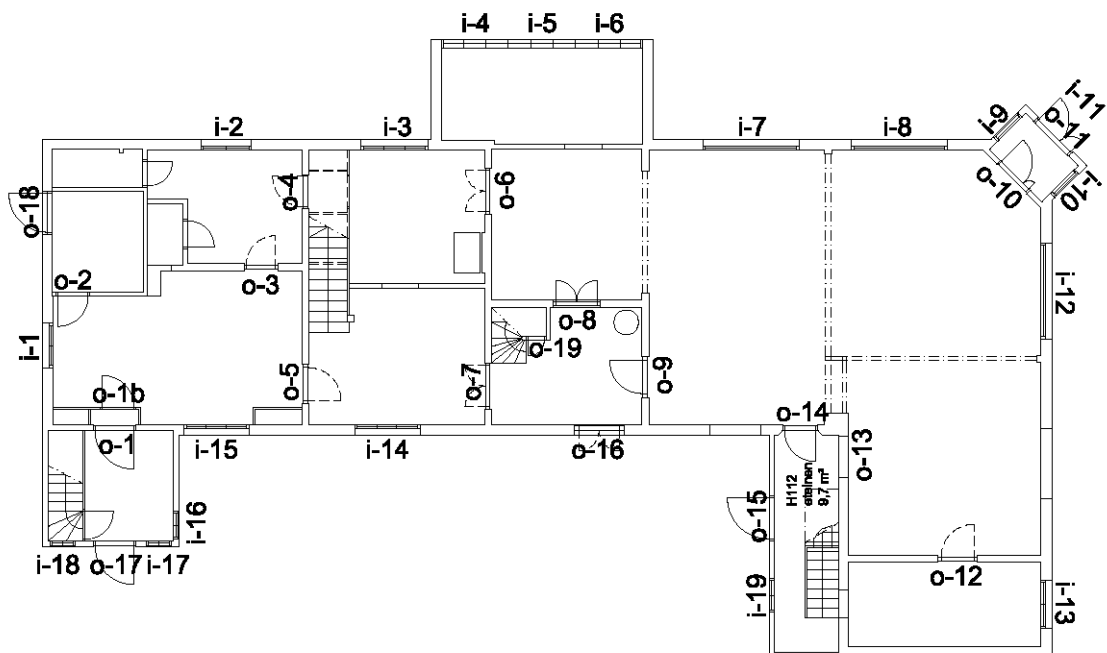 i-4 i-5 i-6
i-2 i-3 i-7 i-8 i-9 o-11 i-11
o-18 o-4 o-6 o-10 i-10
o-2 o-3
i-12
i-1 o-8
o-19
o-1b o-5 o-7 o-9
o-14
o-1 i-15 i-14 o-16 o-13
H112
eteinen
9,7 m²
i-16 o-15
i-18 o-17 i-17
o-12
i-19 i-13